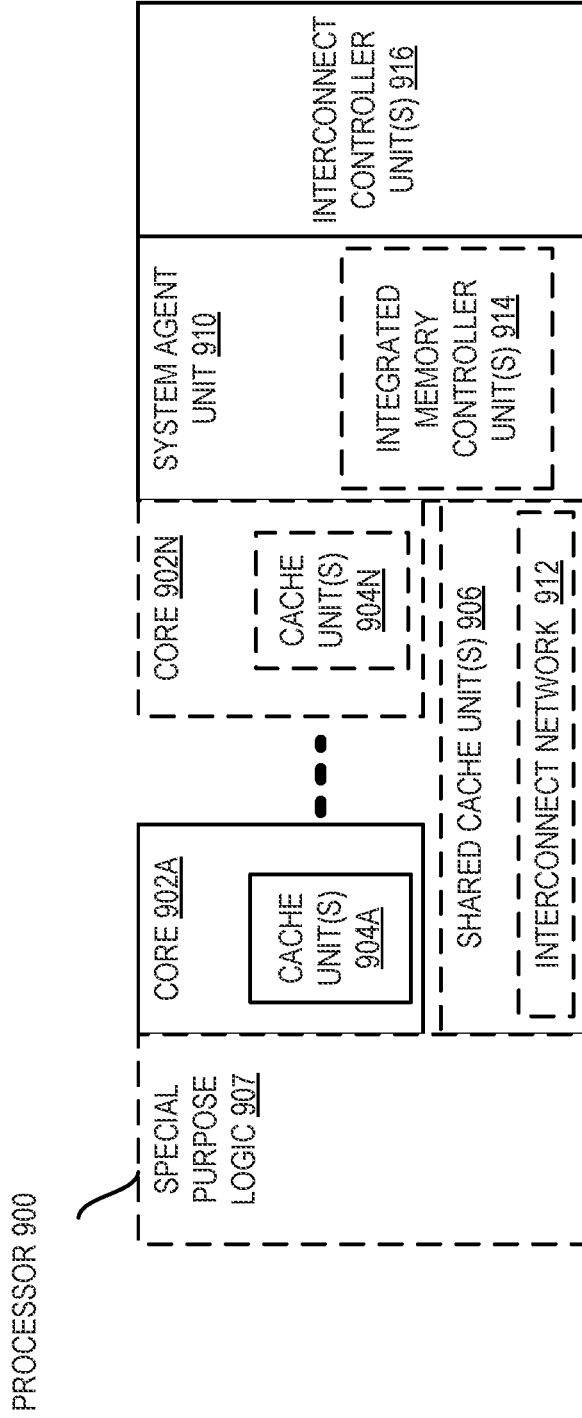 PROCESSOR 900
SPECIAL
PURPOSE
LOGIC 907
CORE 902A
CACHE
UNIT(S)
904A
CORE 902N
CACHE
UNIT(S)
904N
SHARED CACHE UNIT(S) 906
INTERCONNECT NETWORK 912
SYSTEM AGENT
UNIT 910
INTEGRATED
MEMORY
CONTROLLER
UNIT(S) 914
INTERCONNECT
CONTROLLER
UNIT(S) 916